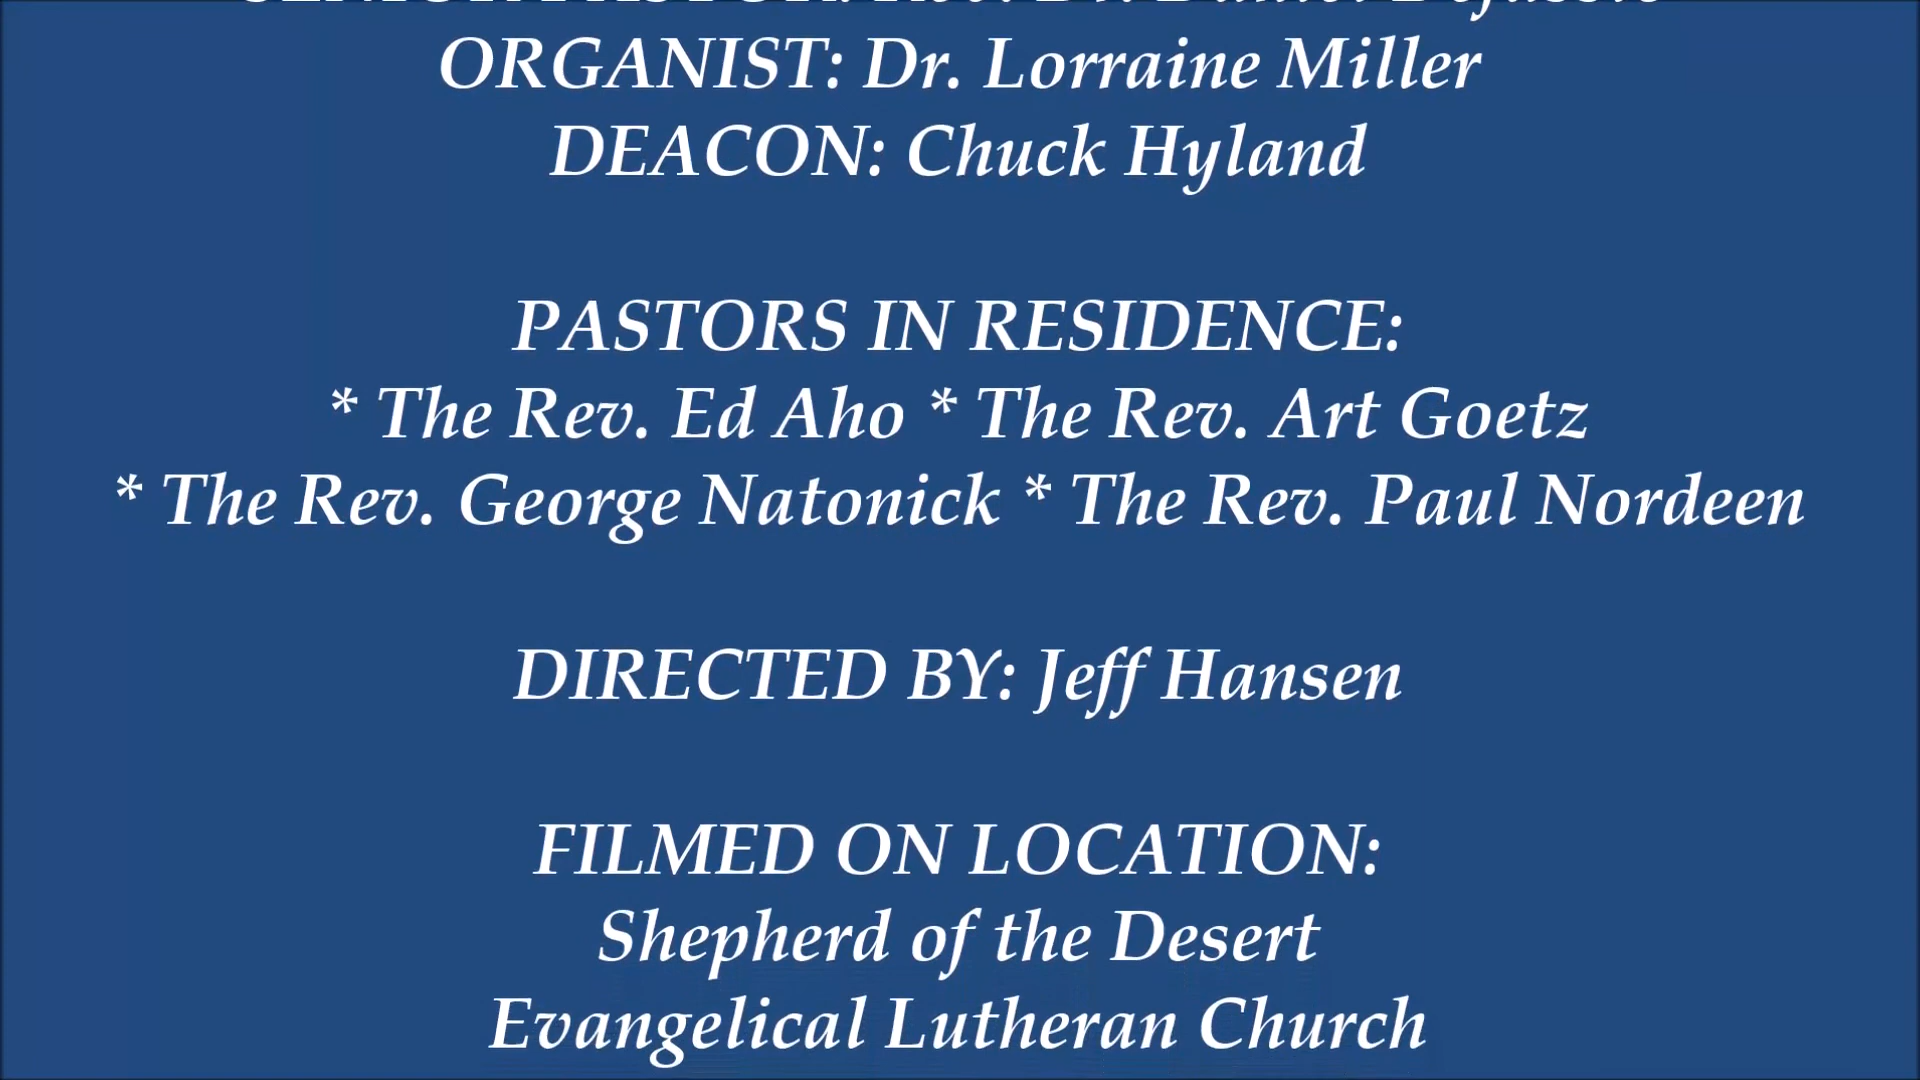 ORGANIST: Dr. Lorraine Miller
DEACON: Chuck Hyland
PASTORS IN RESIDENCE:
* The Rev. Ed Aho * The Rev. Art Goetz
* The Rev. George Natonick * The Rev. Paul Nordeen
DIRECTED BY: Jeff Hansen
FILMED ON LOCATION:
Shepherd of the Desert
Evangelical Lutheran Church